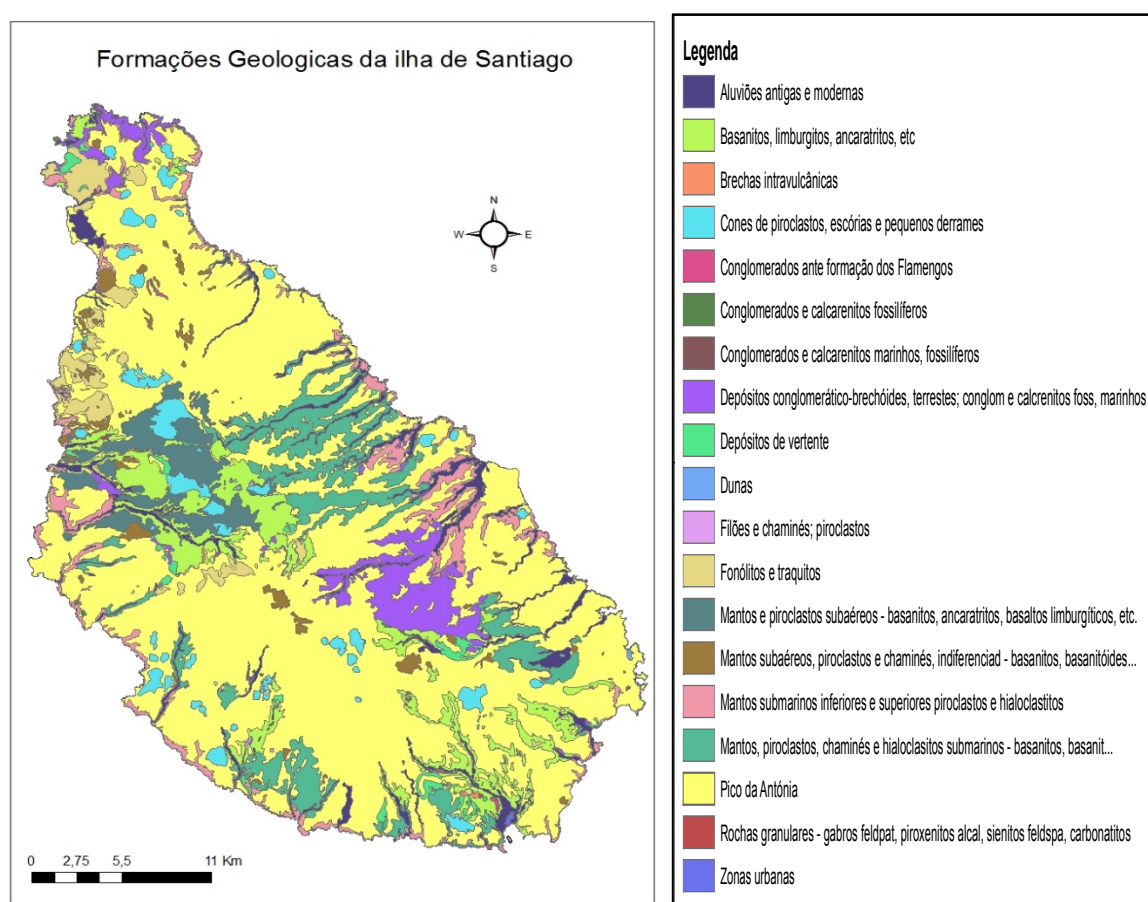 Formações Geologicas da ilha de Santiago
N
W
E
S
0 2,75 5,5 11 Km
Legenda
Aluviões antigas e modernas
Basanitos, limburgitos, ancaratritos, etc
Brechas intravulcânicas
Cones de piroclastos, escórias e pequenos derrames
Conglomerados ante formação dos Flamengos
Conglomerados e calcarenitos fossilíferos
Conglomerados e calcarenitos marinhos, fossilíferos
Depósitos conglomerático-brechóides, terrestes; conglom e calcrenitos foss, marinhos
Depósitos de vertente
Dunas
Filões e chaminés; piroclastos
Fonólitos e traquitos
Mantos e piroclastos subaéreos - basanitos, ancaratritos, basaltos limburgíticos, etc.
Mantos subaéreos, piroclastos e chaminés, indiferenciad - basanitos, basanitóides...
Mantos submarinos inferiores e superiores piroclastos e hialoclastitos
Mantos, piroclastos, chaminés e hialoclasitos submarinos - basanitos, basanit...
Pico da Antónia
Rochas granulares - gabros feldpat, piroxenitos alcal, sienitos feldspa, carbonatitos
Zonas urbanas